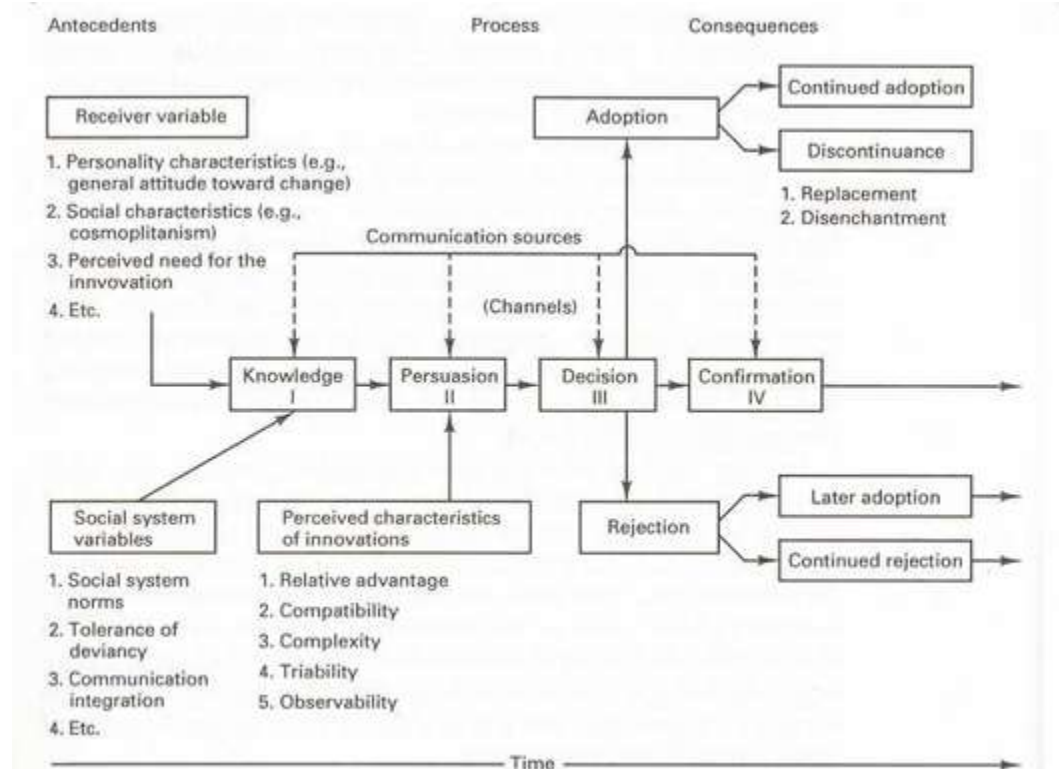 Antecedents
Process
Consequences
Receiver variable
1. Personality characteristics (e.g.,
general attitude toward change)
2. Social characteristics (e.g.,
cosmoplitanism)
3. Perceived need for the
innvovation
4. Etc.
Adoption
Continued adoption
Discontinuance
1. Replacement
2. Disenchantment
Communication sources
(Channels)
Knowledge
I
Persuasion
II
Decision
III
Confirmation
IV
Social system
variables
1. Social system
norms
2. Tolerance of
deviancy
3. Communication
integration
4. Etc.
Perceived characteristics
of innovations
1. Relative advantage
2. Compatibility
3. Complexity
4. Triability
5. Observability
Rejection
Later adoption
Continued rejection
Time